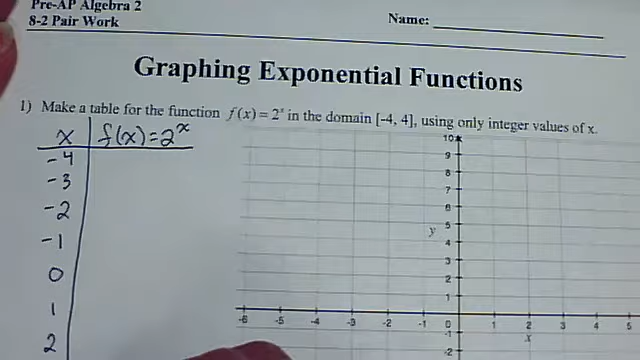 Pre-AP Algebra 2
8-2 Pair Work
Name:
Graphing Exponential Functions
1) Make a table for the function f(x) = 2ˣ in the domain [-4, 4], using only integer values of x.
x f(x)=2ˣ
-4
-3
-2
-1
0
1
2
10
9
8
7
6
y 5
4
3
2
1
-6 -5 -4 -3 -2 -1 0 1 2 3 4 5
-1
x
-2